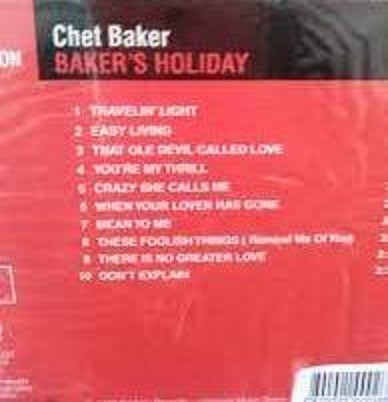 Chet Baker
ON
BAKER'S HOLIDAY
1 TRAVELIN' LIGHT
2 EASY LIVING
3 THAT OLE DEVIL CALLED LOVE
4 YOU'RE MY THRILL
5 CRAZY SHE CALLS ME
6 WHEN YOUR LOVER HAS GONE
7 MEAN TO ME
8 THESE FOOLISH THINGS ( Remind Me Of You)
9 THERE IS NO GREATER LOVE
10 DON'T EXPLAIN